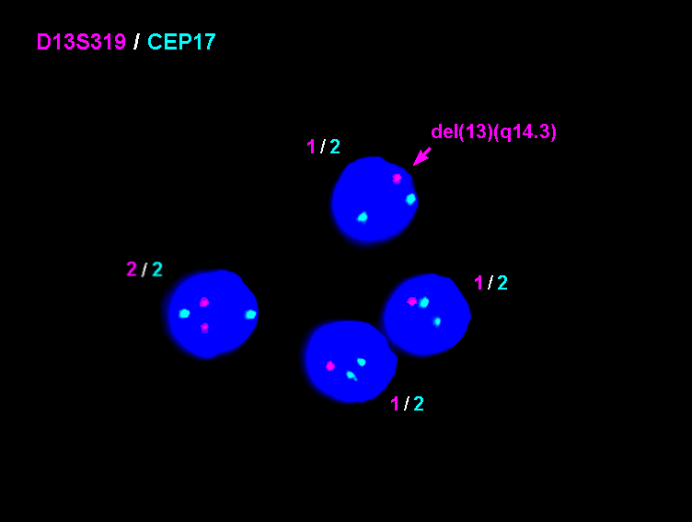 D13S319 / CEP17
del(13)(q14.3)
1/2
2/2
1/2
1/2